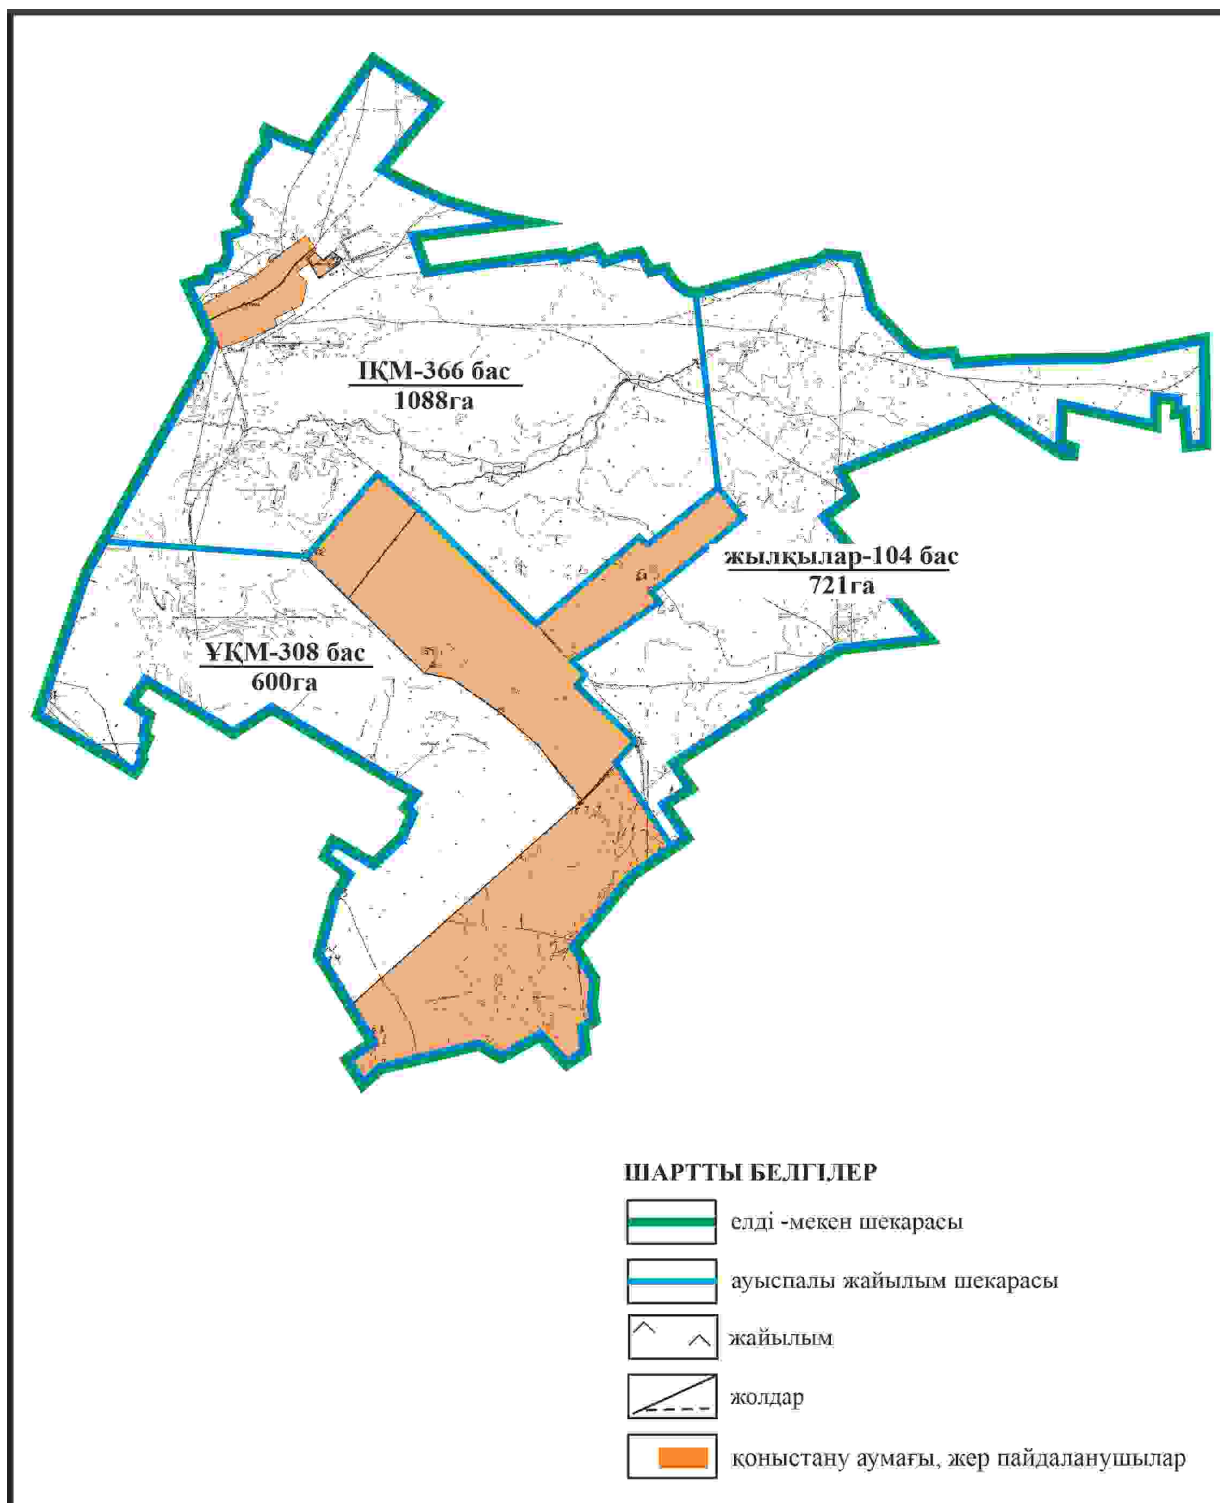 ІҚМ-366 бас
1088га
жылқылар-104 бас
721га
ҰҚМ-308 бас
600га
ШАРТТЫ БЕЛГІЛЕР
елді -мекен шекарасы
ауыспалы жайылым шекарасы
жайылым
жолдар
қоныстану аумағы, жер пайдаланушылар